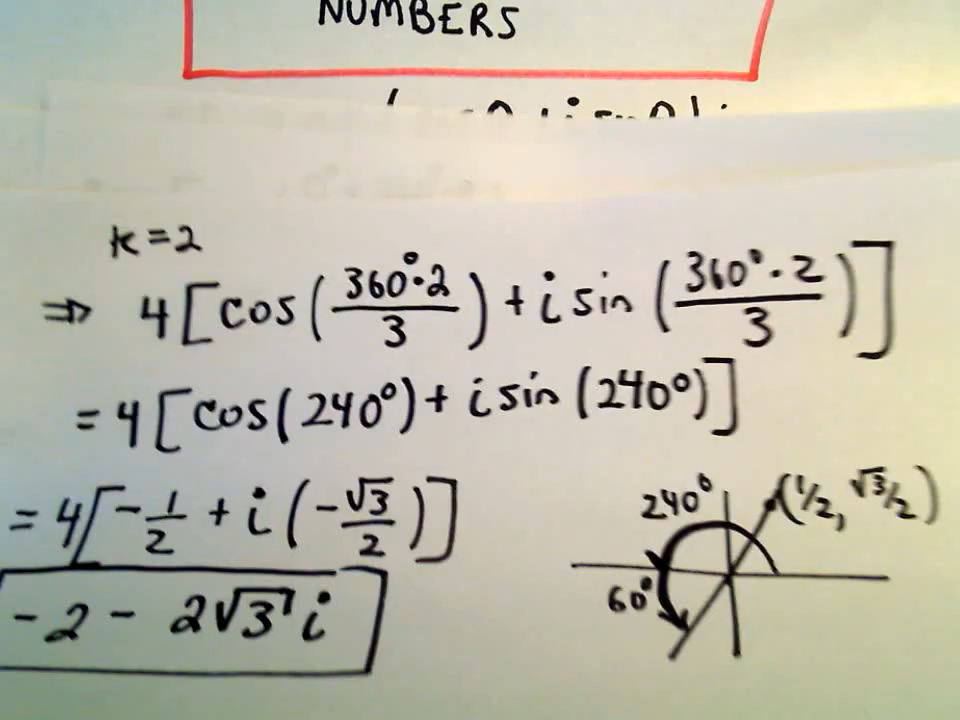 NUMBERS
k=2
⇒ 4[cos(360°·2/3) + i sin(360°·2/3)]
= 4[cos(240°) + i sin(240°)]
= 4[-1/2 + i(-√3/2)]
-2 - 2√3 i
240°
(1/2, √3/2)
60°